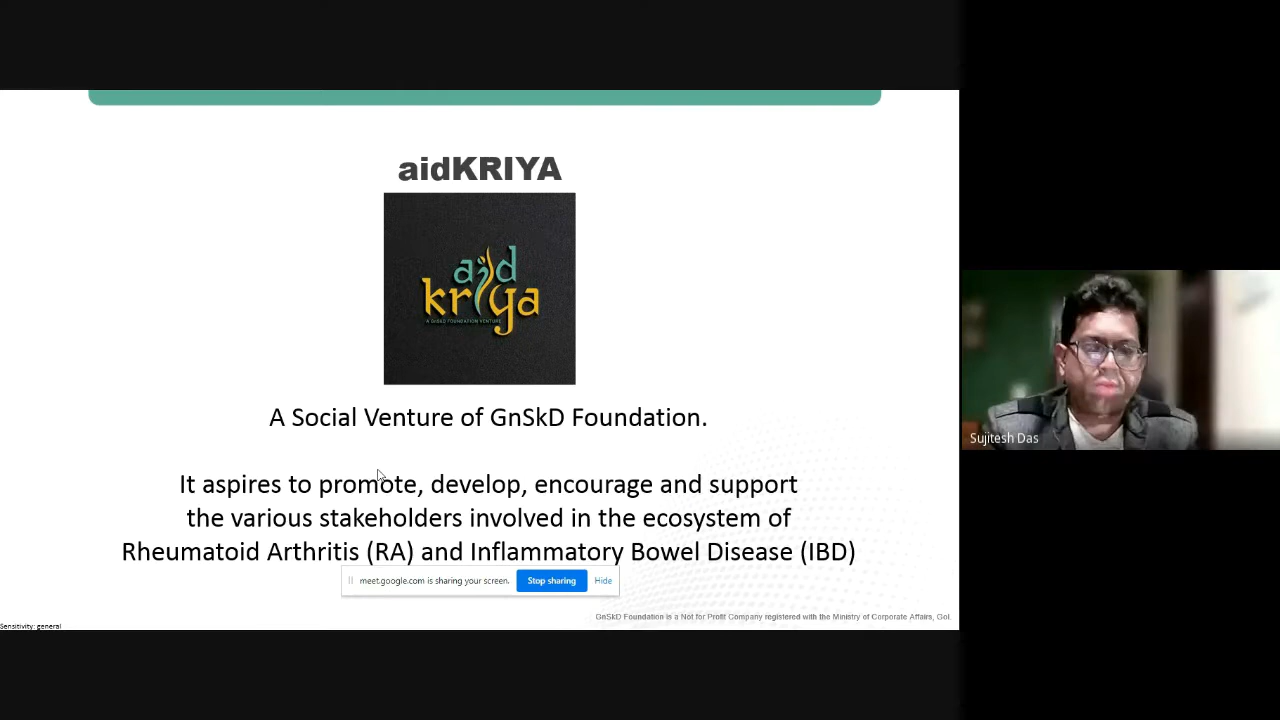 aidKRIYA
aid
kriya
A GnSKD FOUNDATION VENTURE
A Social Venture of GnSkD Foundation.
It aspires to promote, develop, encourage and support
the various stakeholders involved in the ecosystem of
Rheumatoid Arthritis (RA) and Inflammatory Bowel Disease (IBD)
meet.google.com is sharing your screen.
Stop sharing
Hide
GnSkD Foundation is a Not for Profit Company registered with the Ministry of Corporate Affairs, GoI.
Sensitivity: general
Sujitesh Das